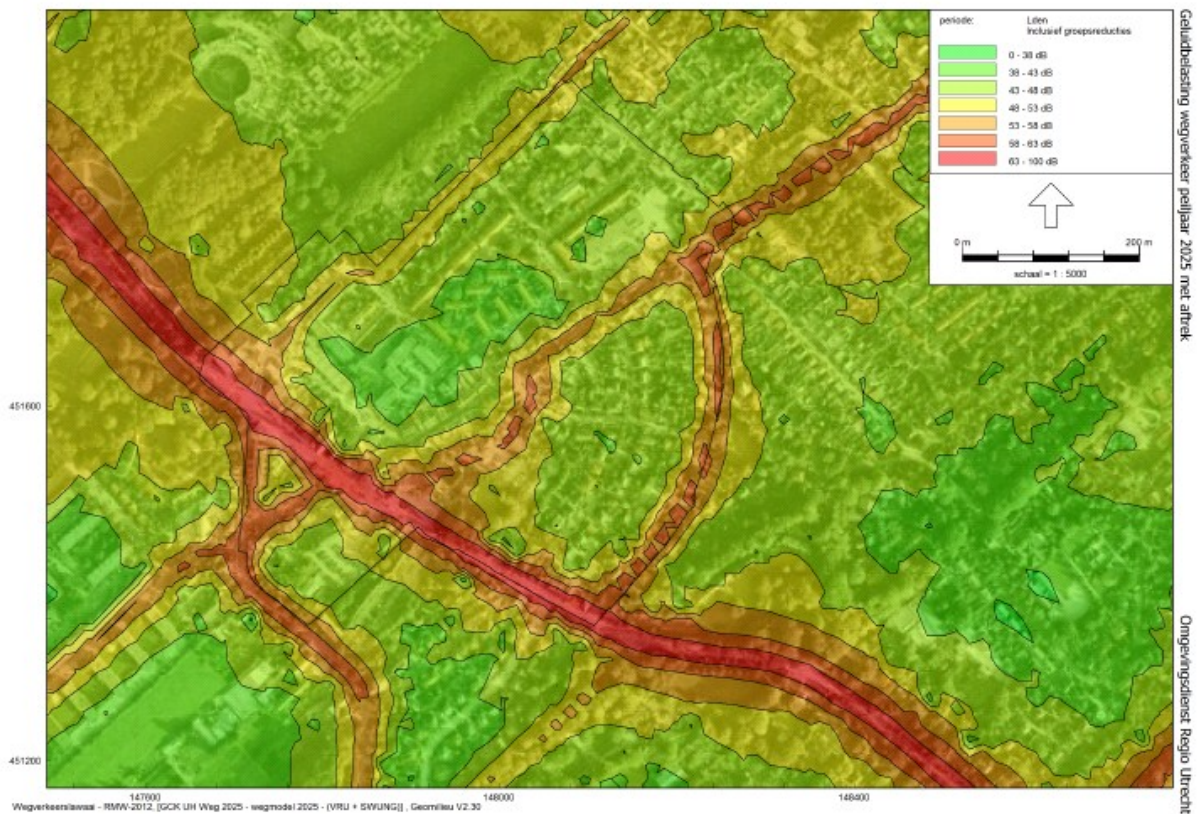 periode: Lden
Inclusief groepsreducties
0 - 38 dB
38 - 43 dB
43 - 48 dB
48 - 53 dB
53 - 58 dB
58 - 63 dB
63 - 100 dB
0 m 200 m
schaal = 1 : 5000
Geluidbelasting wegverkeer peiljaar 2025 met aftrek
Omgevingsdienst Regio Utrecht
451600
451200
147600 148000 148400
Wegverkeerslawaai - RMW-2012, [GCK UH Weg 2025 - wegmodel 2025 - (VRU + SWUNG)] , Geomilieu V2.30